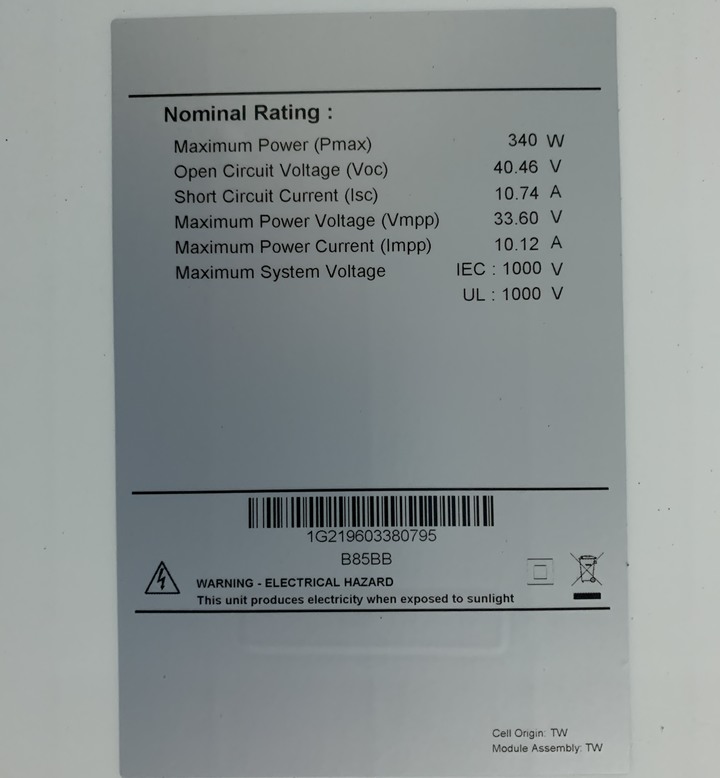 Nominal Rating :
Maximum Power (Pmax) 340 W
Open Circuit Voltage (Voc) 40.46 V
Short Circuit Current (Isc) 10.74 A
Maximum Power Voltage (Vmpp) 33.60 V
Maximum Power Current (Impp) 10.12 A
Maximum System Voltage IEC : 1000 V
UL : 1000 V
1G219603380795
B85BB
WARNING - ELECTRICAL HAZARD
This unit produces electricity when exposed to sunlight
Cell Origin: TW
Module Assembly: TW